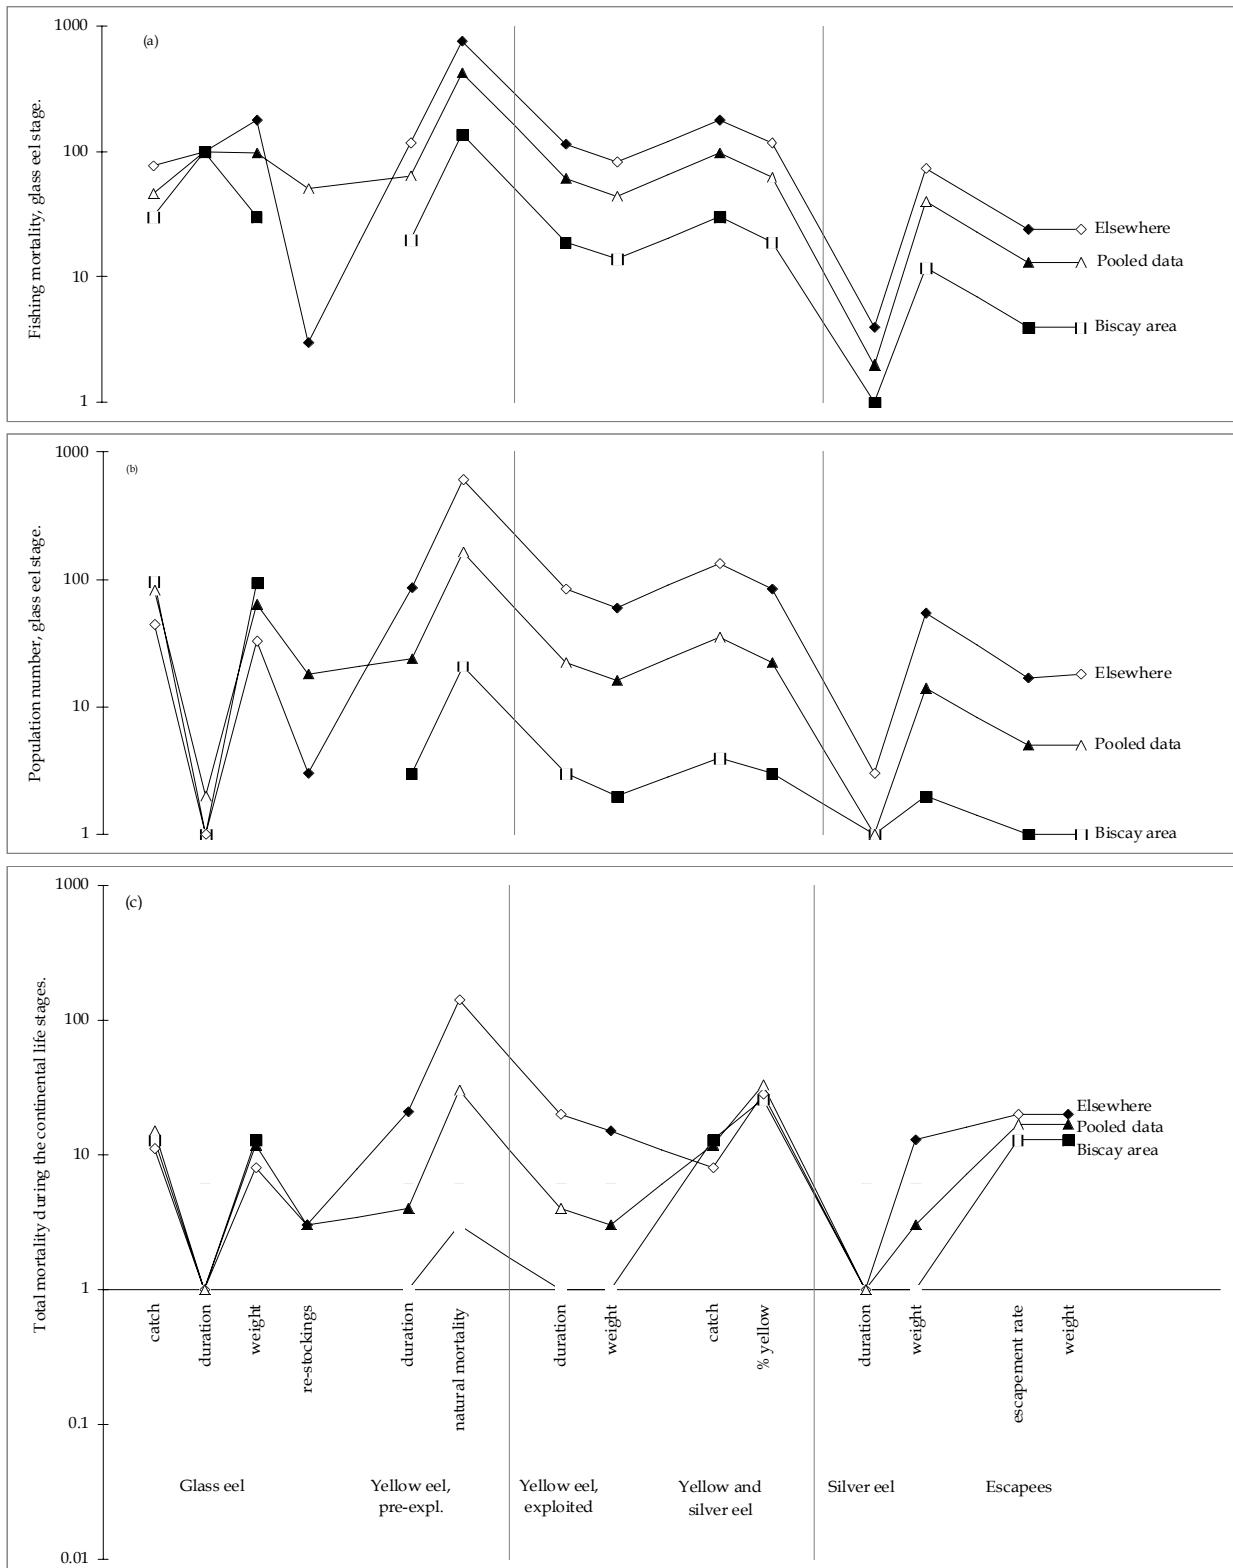 1000
(a)
100
10
1
Fishing mortality, glass eel stage.
Elsewhere
Pooled data
Biscay area
1000
(b)
100
10
1
Population number, glass eel stage.
Elsewhere
Pooled data
Biscay area
1000
(c)
100
10
1
0.1
0.01
Total mortality during the continental life stages.
Elsewhere
Pooled data
Biscay area
catch
duration
weight
re-stockings
duration
natural mortality
duration
weight
catch
% yellow
duration
weight
escapement rate
weight
Glass eel
Yellow eel,
pre-expl.
Yellow eel,
exploited
Yellow and
silver eel
Silver eel
Escapees